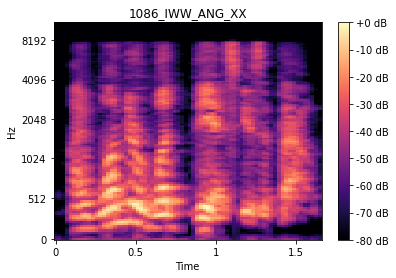 1086_IWW_ANG_XX
Hz
8192
4096
2048
1024
512
0
0
0.5
1
1.5
Time
+0 dB
-10 dB
-20 dB
-30 dB
-40 dB
-50 dB
-60 dB
-70 dB
-80 dB